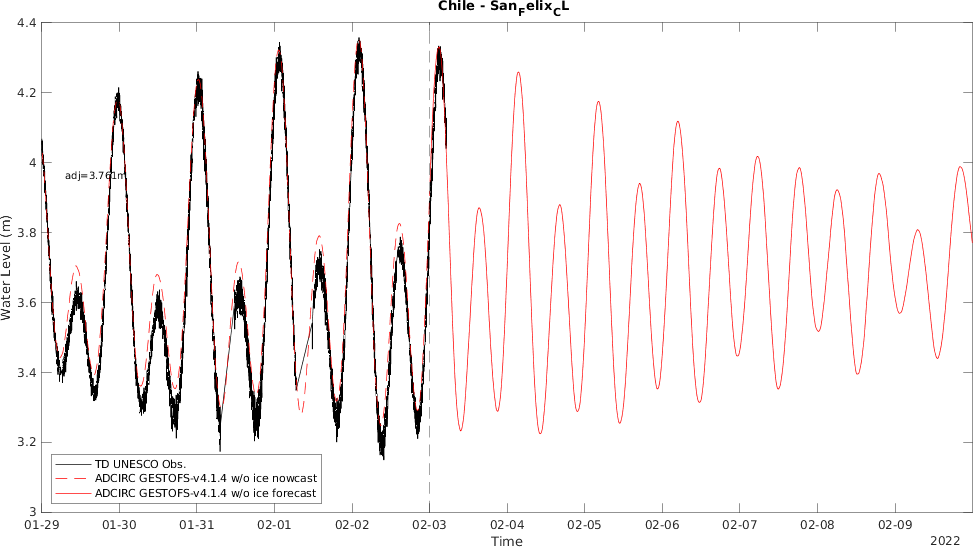 Chile - San_Felix_CL
4.4
4.2
4
3.8
3.6
3.4
3.2
3
Water Level (m)
adj=3.761m
TD UNESCO Obs.
ADCIRC GESTOFS-v4.1.4 w/o ice nowcast
ADCIRC GESTOFS-v4.1.4 w/o ice forecast
01-29 01-30 01-31 02-01 02-02 02-03 02-04 02-05 02-06 02-07 02-08 02-09
Time
2022